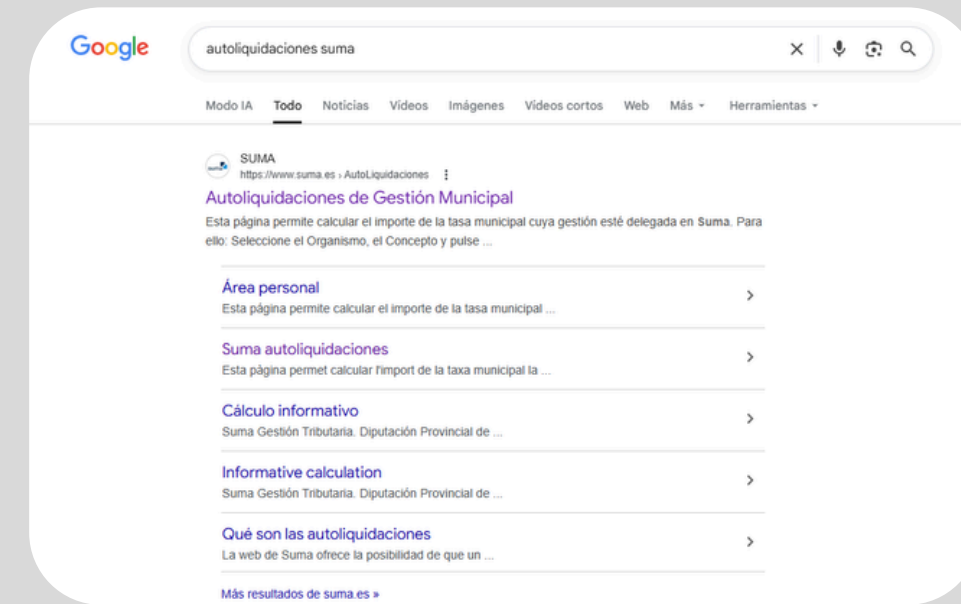 Google
autoliquidaciones suma
Modo IA Todo Noticias Vídeos Imágenes Vídeos cortos Web Más Herramientas
SUMA
https://www.suma.es › AutoLiquidaciones
Autoliquidaciones de Gestión Municipal
Esta página permite calcular el importe de la tasa municipal cuya gestión esté delegada en Suma. Para
ello: Seleccione el Organismo, el Concepto y pulse ...
Área personal
Esta página permite calcular el importe de la tasa municipal ...
Suma autoliquidaciones
Esta pàgina permet calcular l'import de la taxa municipal la ...
Cálculo informativo
Suma Gestión Tributaria. Diputación Provincial de ...
Informative calculation
Suma Gestión Tributaria. Diputación Provincial de ...
Qué son las autoliquidaciones
La web de Suma ofrece la posibilidad de que un ...
Más resultados de suma.es »